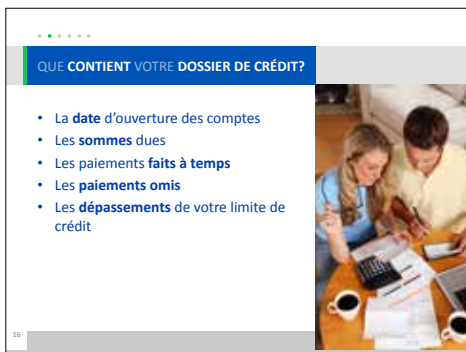 QUE CONTIENT VOTRE DOSSIER DE CRÉDIT?
• La date d'ouverture des comptes
• Les sommes dues
• Les paiements faits à temps
• Les paiements omis
• Les dépassements de votre limite de
crédit
16